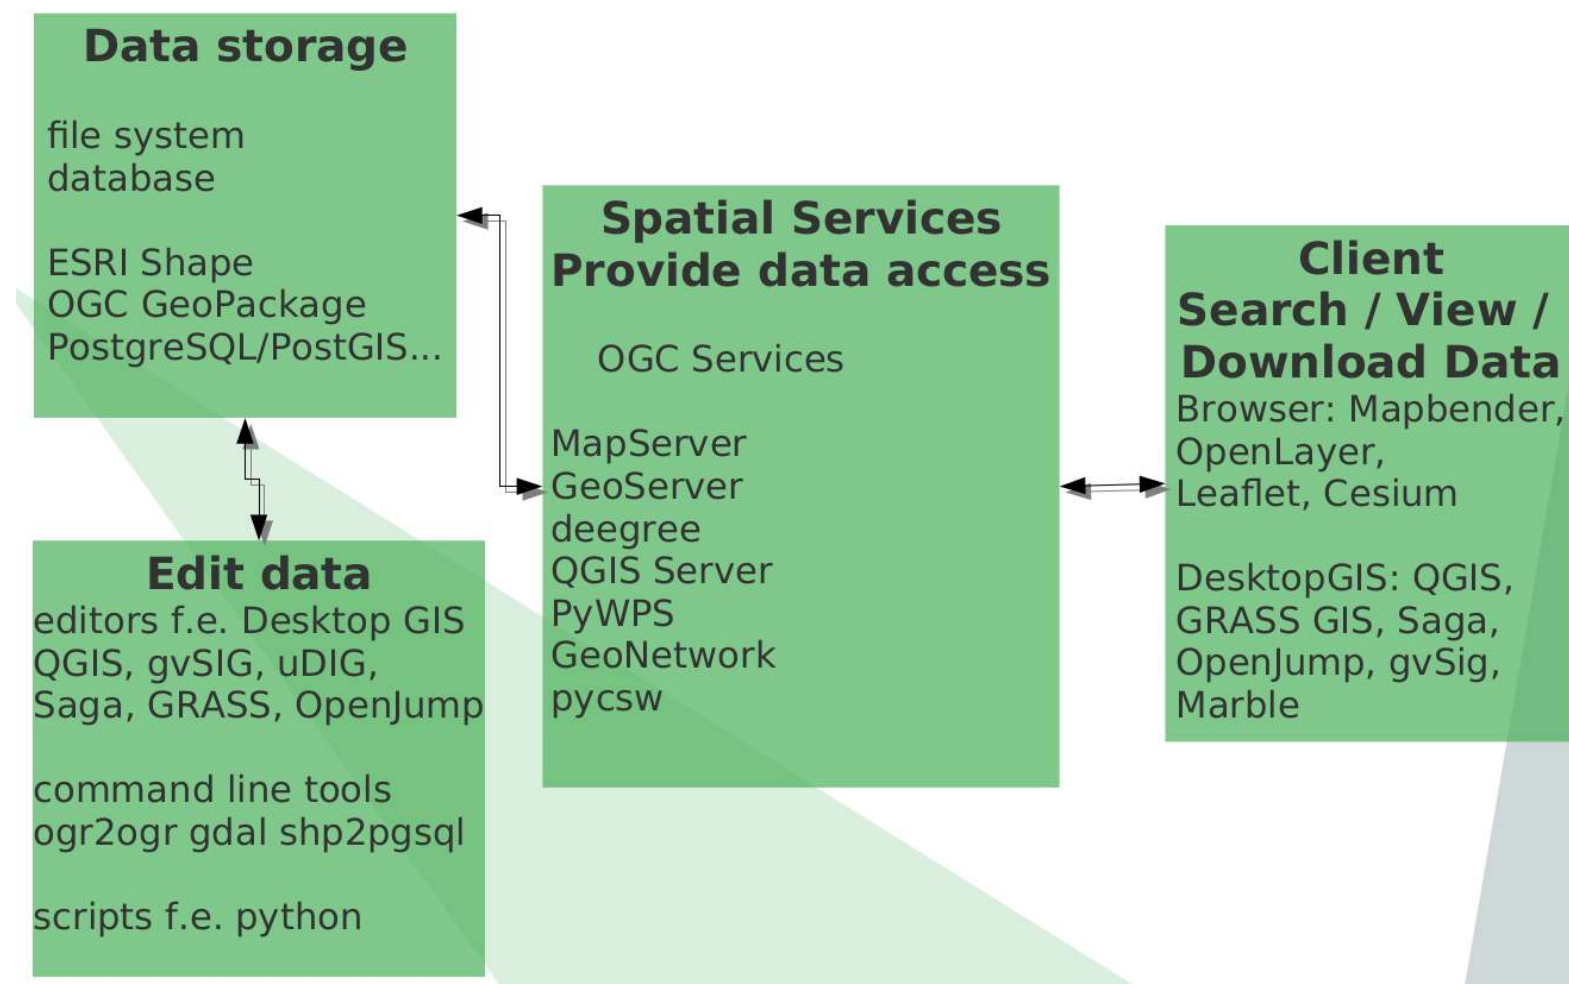 Data storage
file system
database
ESRI Shape
OGC GeoPackage
PostgreSQL/PostGIS...
Edit data
editors f.e. Desktop GIS
QGIS, gvSIG, uDIG,
Saga, GRASS, OpenJump
command line tools
ogr2ogr gdal shp2pgsql
scripts f.e. python
Spatial Services
Provide data access
OGC Services
MapServer
GeoServer
deegree
QGIS Server
PyWPS
GeoNetwork
pycsw
Client
Search / View /
Download Data
Browser: Mapbender,
OpenLayer,
Leaflet, Cesium
DesktopGIS: QGIS,
GRASS GIS, Saga,
OpenJump, gvSig,
Marble